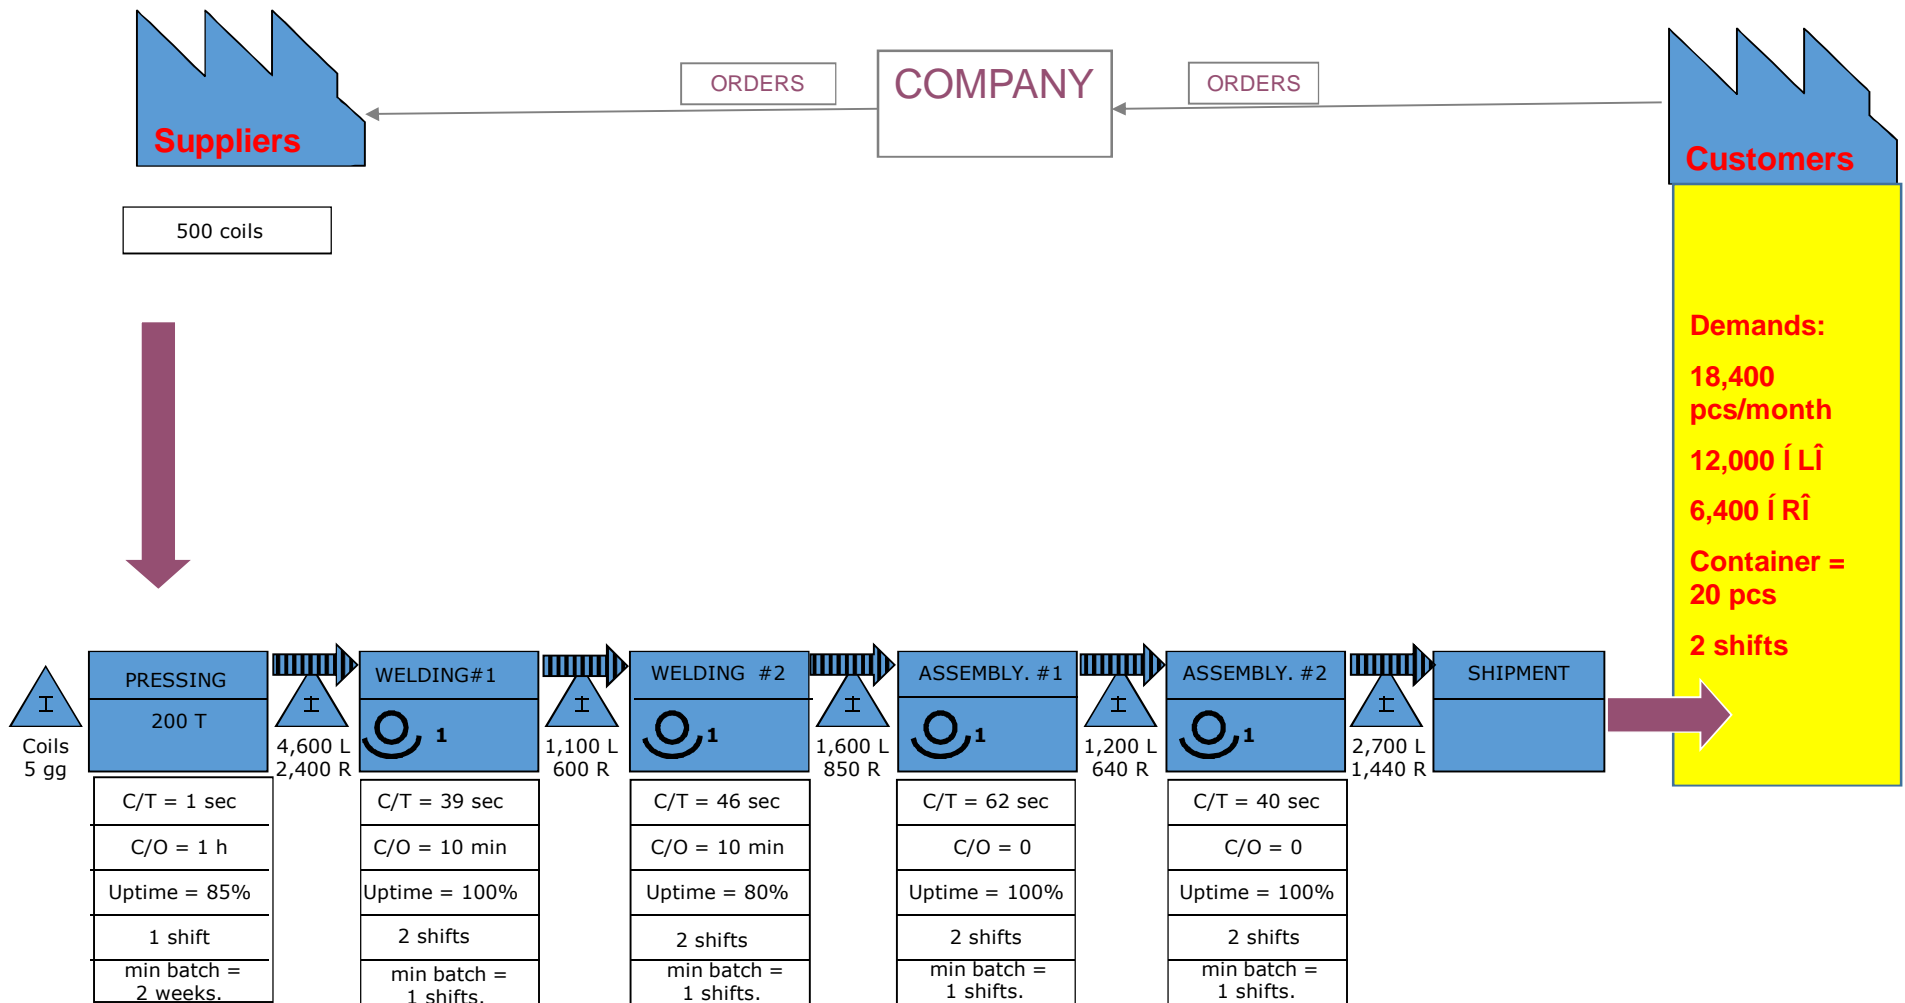 ORDERS
COMPANY
ORDERS
Suppliers
Customers
500 coils
Demands:
18,400
pcs/month
12,000 Í LÎ
6,400 Í RÎ
Container =
20 pcs
2 shifts
I
Coils
5 gg
PRESSING
200 T
C/T = 1 sec
C/O = 1 h
Uptime = 85%
1 shift
min batch =
2 weeks.
I
4,600 L
2,400 R
WELDING#1
1
C/T = 39 sec
C/O = 10 min
Uptime = 100%
2 shifts
min batch =
1 shifts.
I
1,100 L
600 R
WELDING #2
1
C/T = 46 sec
C/O = 10 min
Uptime = 80%
2 shifts
min batch =
1 shifts.
I
1,600 L
850 R
ASSEMBLY. #1
1
C/T = 62 sec
C/O = 0
Uptime = 100%
2 shifts
min batch =
1 shifts.
I
1,200 L
640 R
ASSEMBLY. #2
1
C/T = 40 sec
C/O = 0
Uptime = 100%
2 shifts
min batch =
1 shifts.
I
2,700 L
1,440 R
SHIPMENT